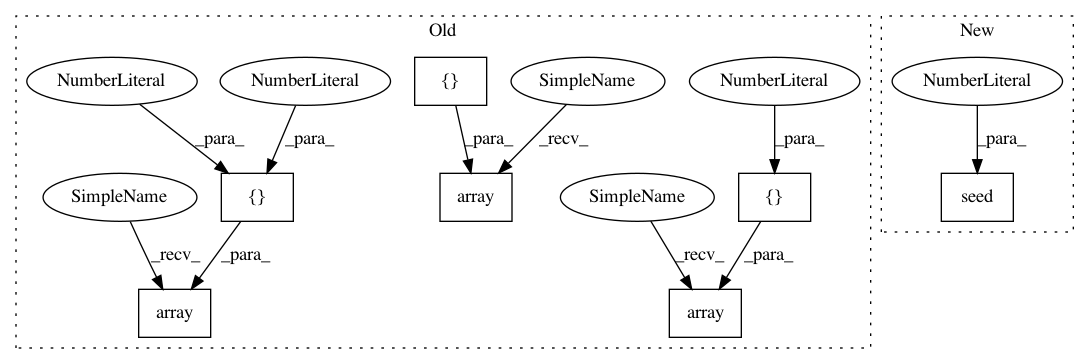 Old
New
NumberLiteral
NumberLiteral
{}
SimpleName
NumberLiteral
NumberLiteral
_para_
_para_
_para_
_recv_
_para_
_para_
SimpleName
{}
array
SimpleName
{}
seed
_recv_
_para_
_recv_
_para_
array
array